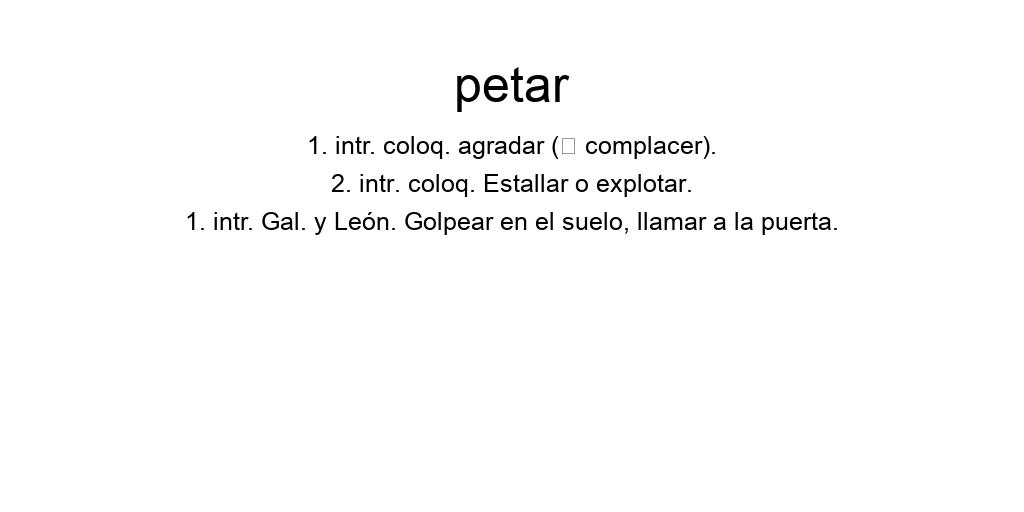 petar
1. intr. coloq. agradar (□ complacer).
2. intr. coloq. Estallar o explotar.
1. intr. Gal. y León. Golpear en el suelo, llamar a la puerta.